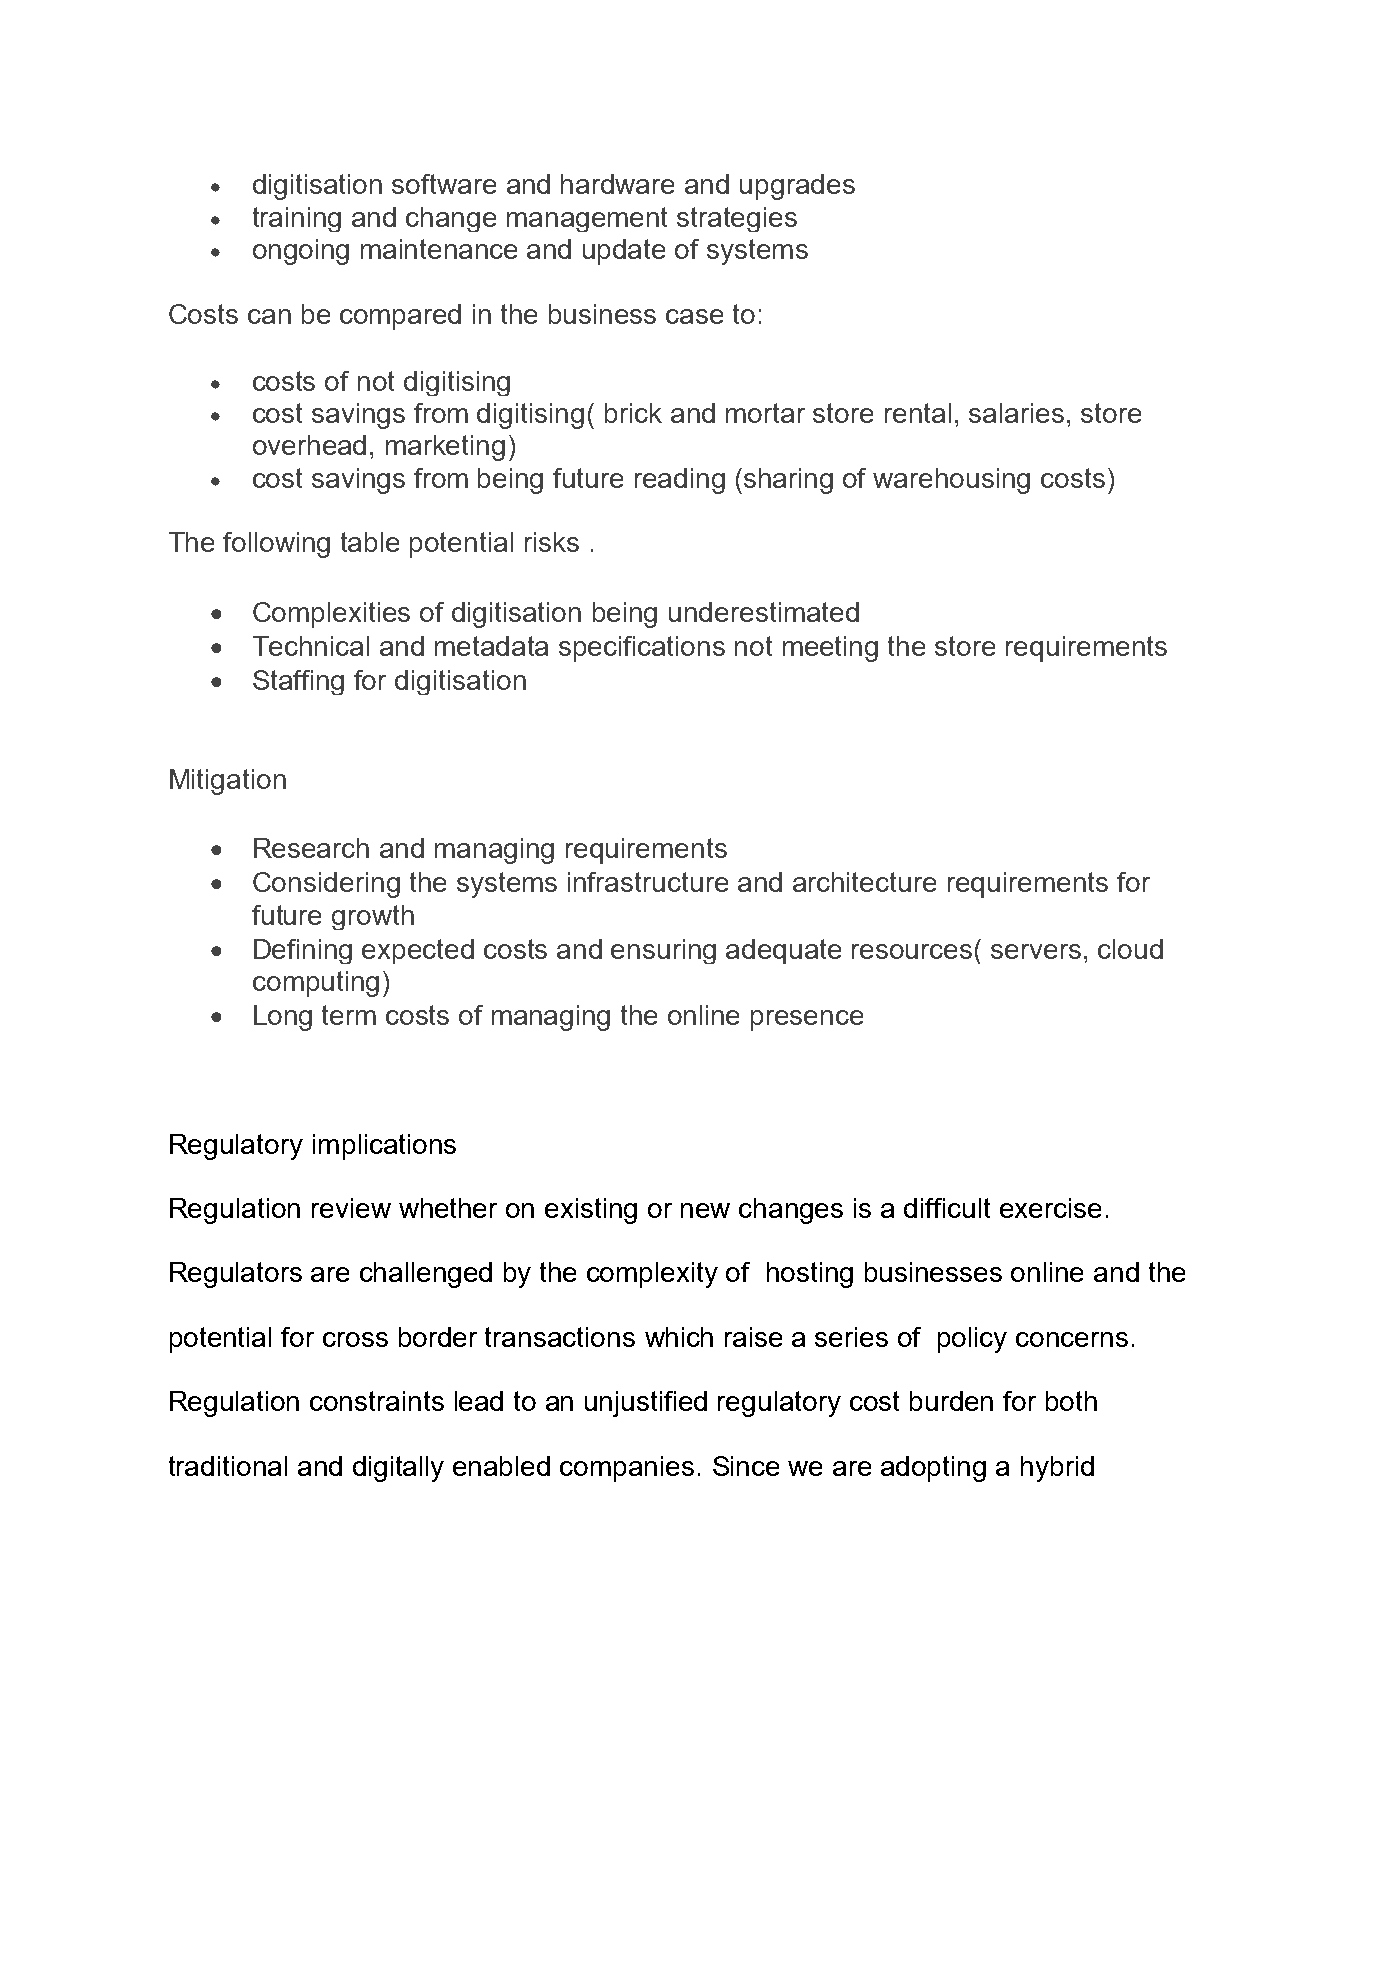 • digitisation software and hardware and upgrades
• training and change management strategies
• ongoing maintenance and update of systems
Costs can be compared in the business case to:
• costs of not digitising
• cost savings from digitising( brick and mortar store rental, salaries, store
overhead, marketing)
• cost savings from being future reading (sharing of warehousing costs)
The following table potential risks .
• Complexities of digitisation being underestimated
• Technical and metadata specifications not meeting the store requirements
• Staffing for digitisation
Mitigation
• Research and managing requirements
• Considering the systems infrastructure and architecture requirements for
future growth
• Defining expected costs and ensuring adequate resources( servers, cloud
computing)
• Long term costs of managing the online presence
Regulatory implications
Regulation review whether on existing or new changes is a difficult exercise.
Regulators are challenged by the complexity of  hosting businesses online and the
potential for cross border transactions which raise a series of  policy concerns.
Regulation constraints lead to an unjustified regulatory cost burden for both
traditional and digitally enabled companies. Since we are adopting a hybrid